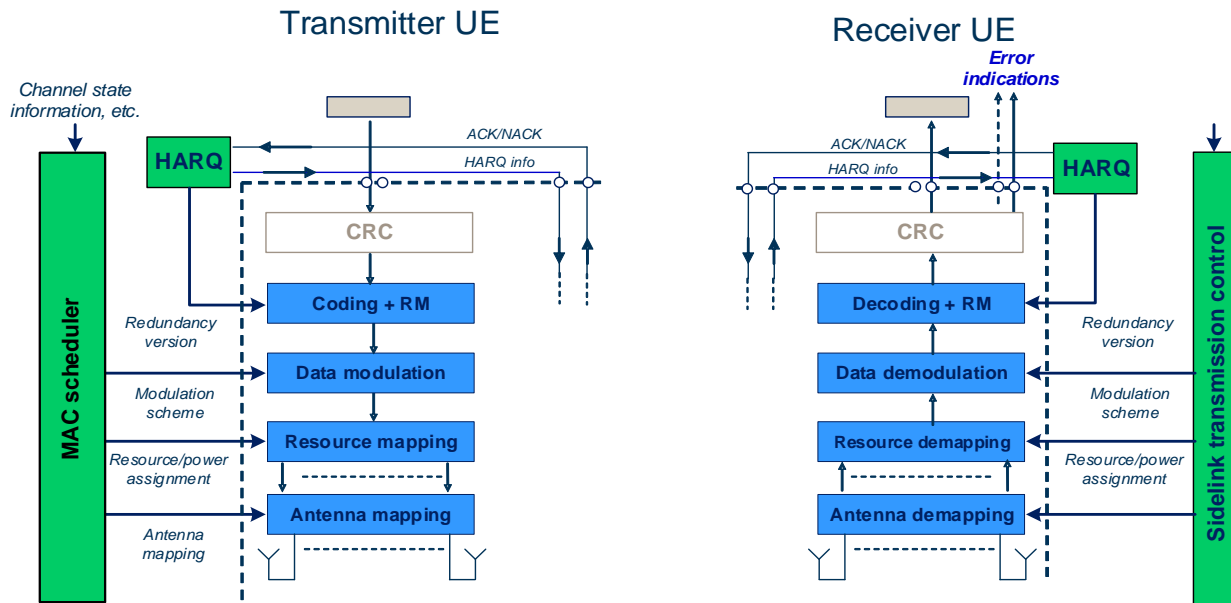 Transmitter UE
Channel state
information, etc.
HARQ
ACK/NACK
HARQ info
MAC scheduler
CRC
Coding + RM
Redundancy
version
Data modulation
Modulation
scheme
Resource mapping
Resource/power
assignment
Antenna mapping
Antenna
mapping
Receiver UE
Error
indications
ACK/NACK
HARQ info
HARQ
CRC
Decoding + RM
Redundancy
version
Data demodulation
Modulation
scheme
Resource demapping
Resource/power
assignment
Antenna demapping
Sidelink transmission control